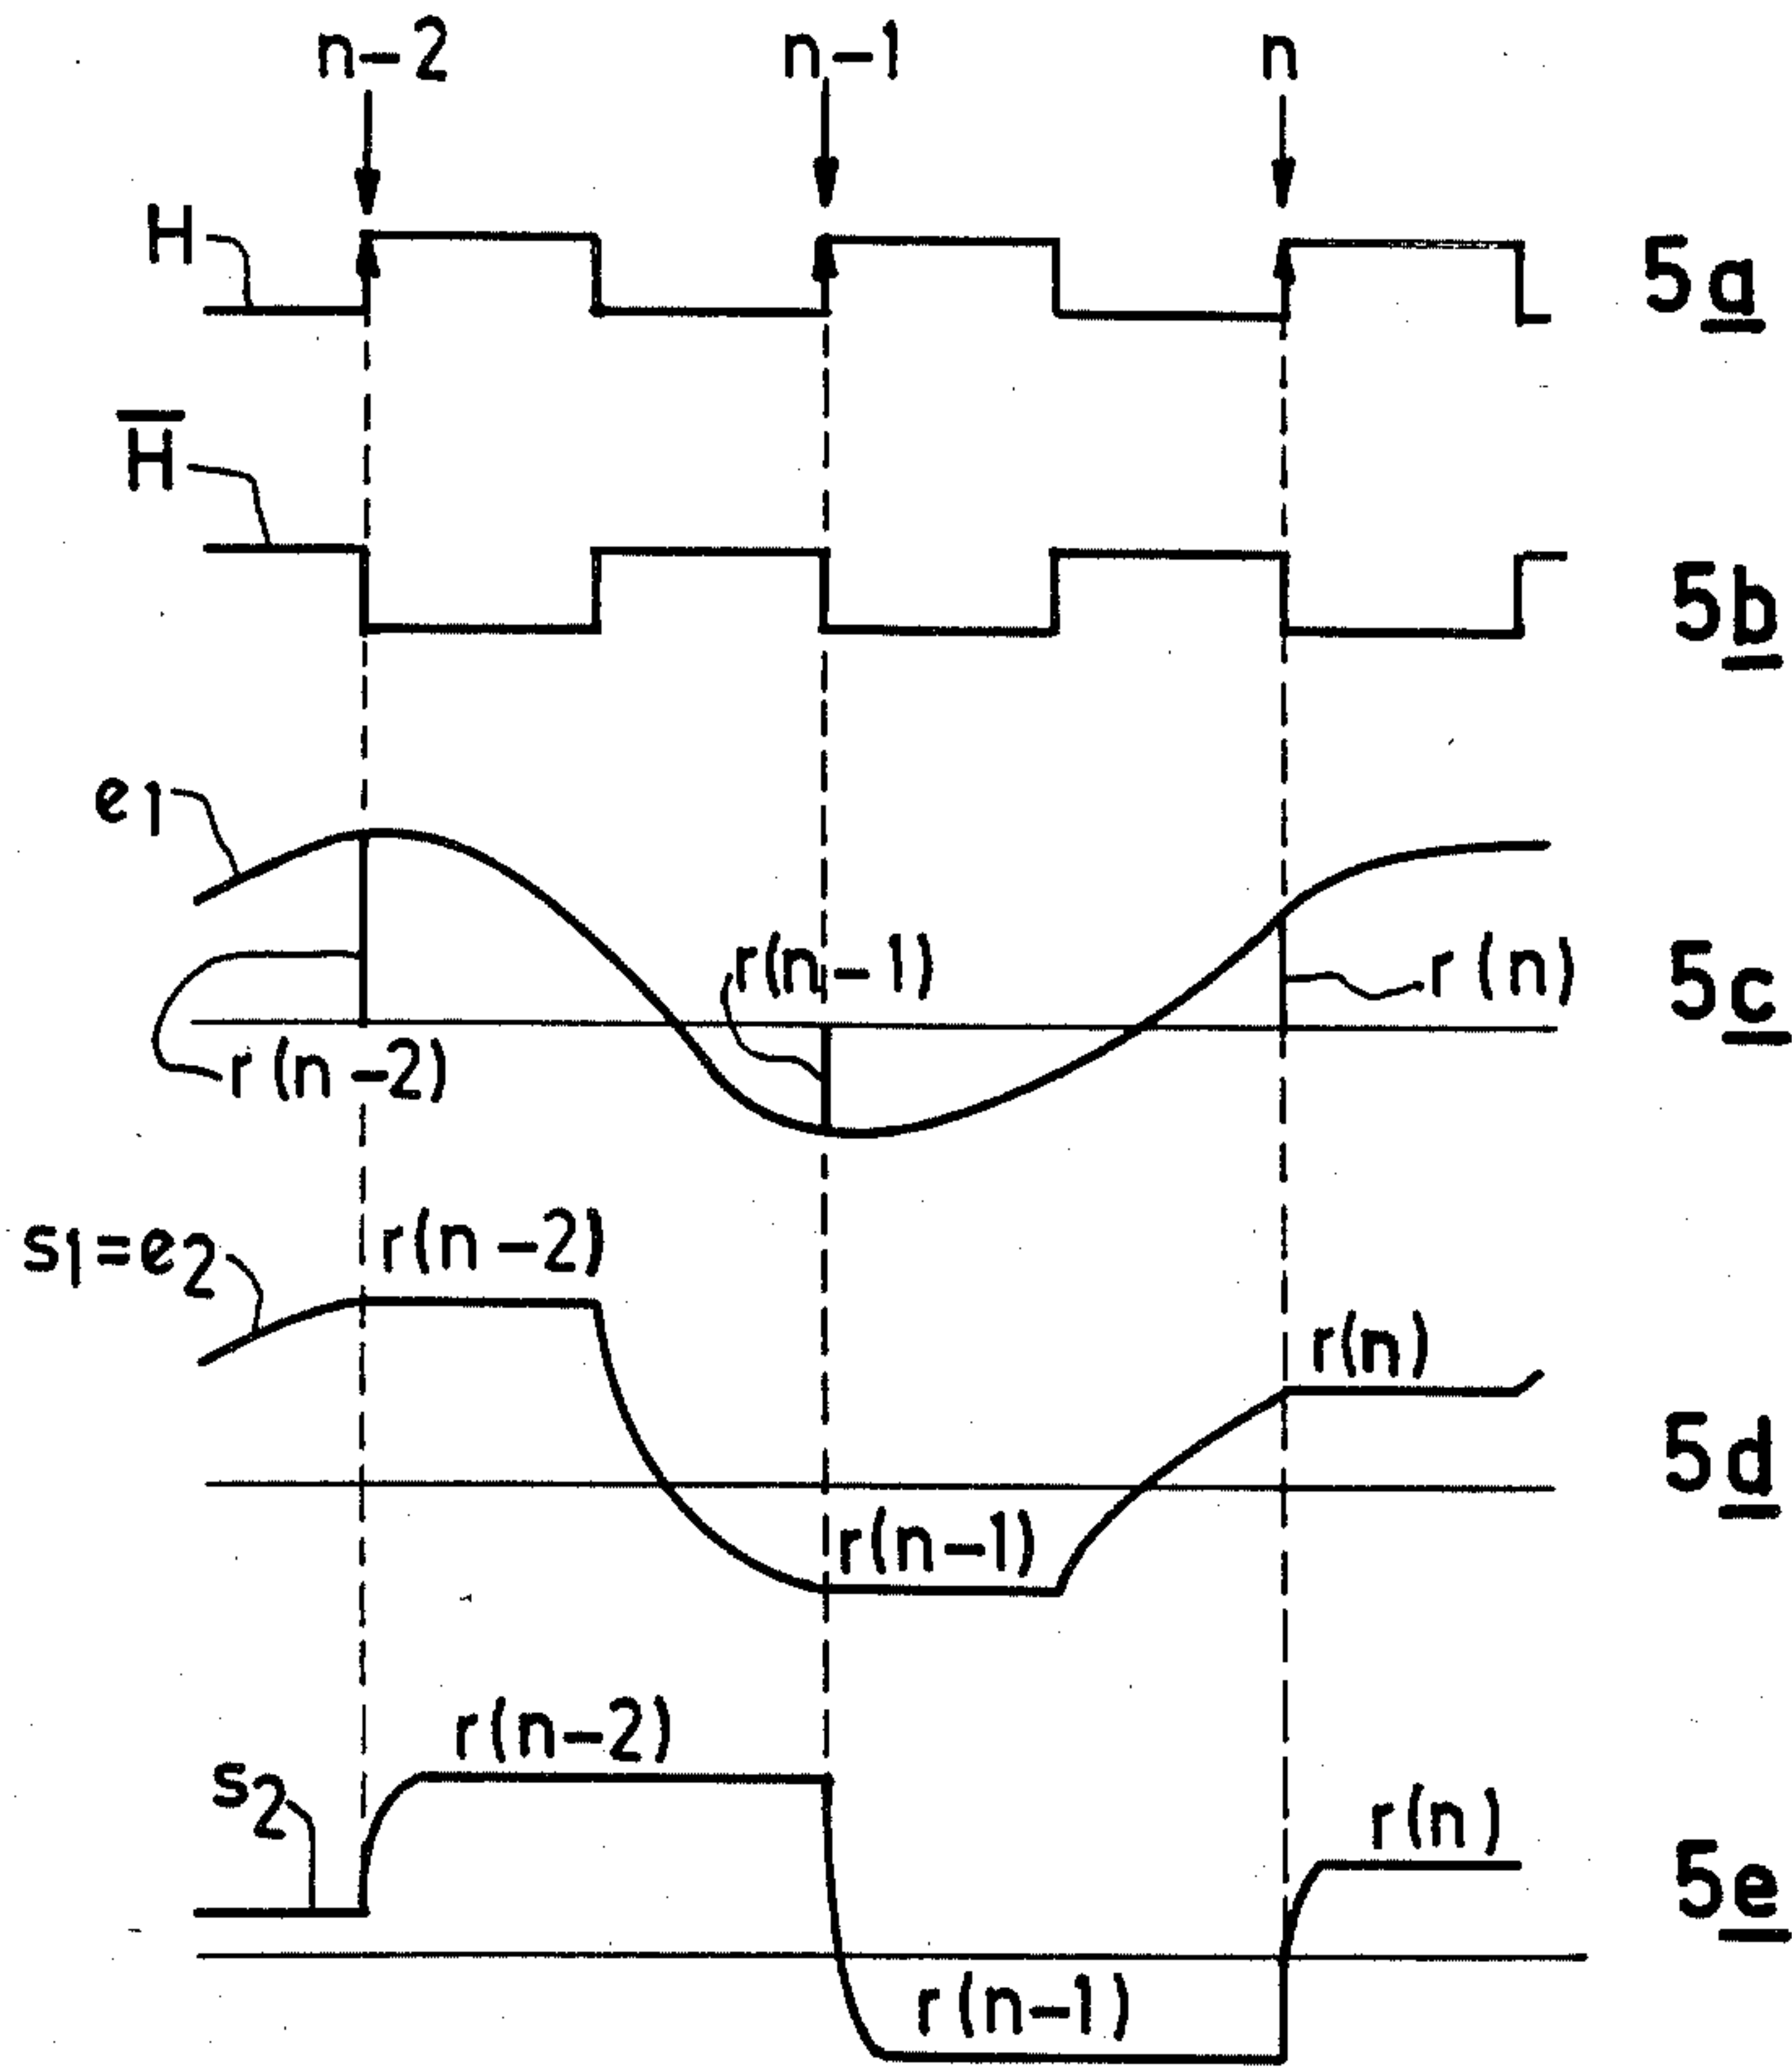 n-2 n-1 n
H
5a
H̅
5b
e1
r(n-1)
r(n)
5c
r(n-2)
s1=e2
r(n-2)
r(n)
5d
r(n-1)
r(n-2)
s2
r(n)
5e
r(n-1)